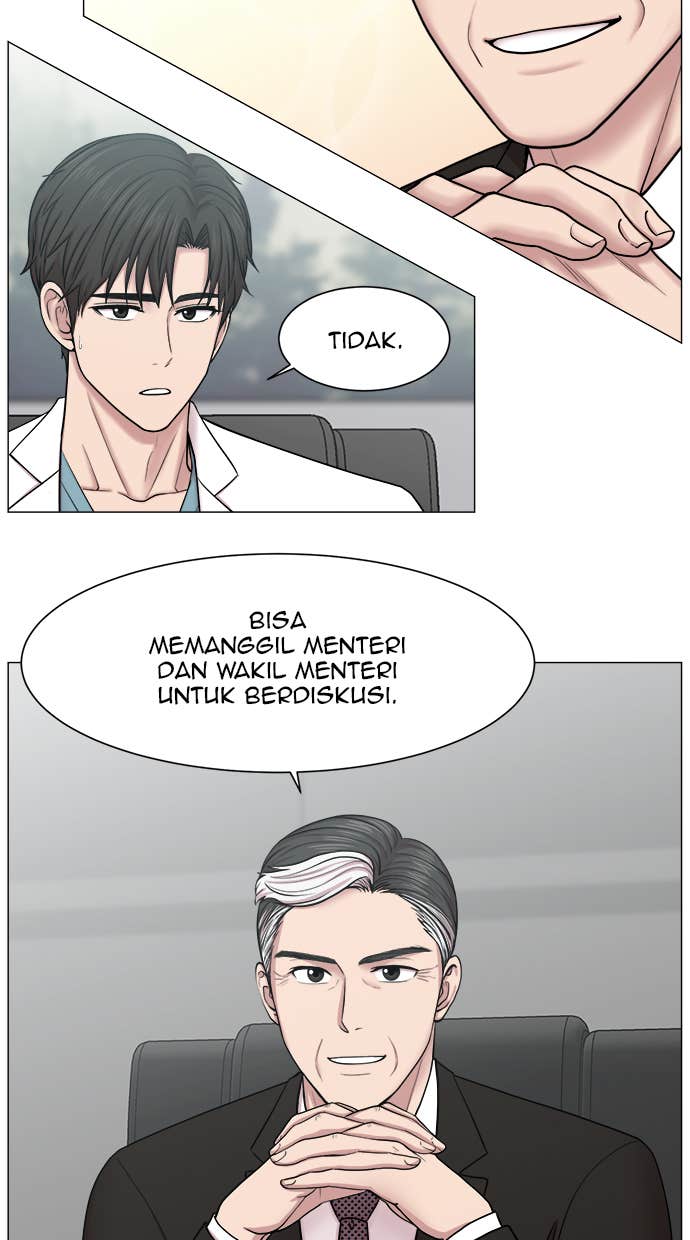 TIDAK.
BISA
MEMANGGIL MENTERI
DAN WAKIL MENTERI
UNTUK BERDISKUSI.